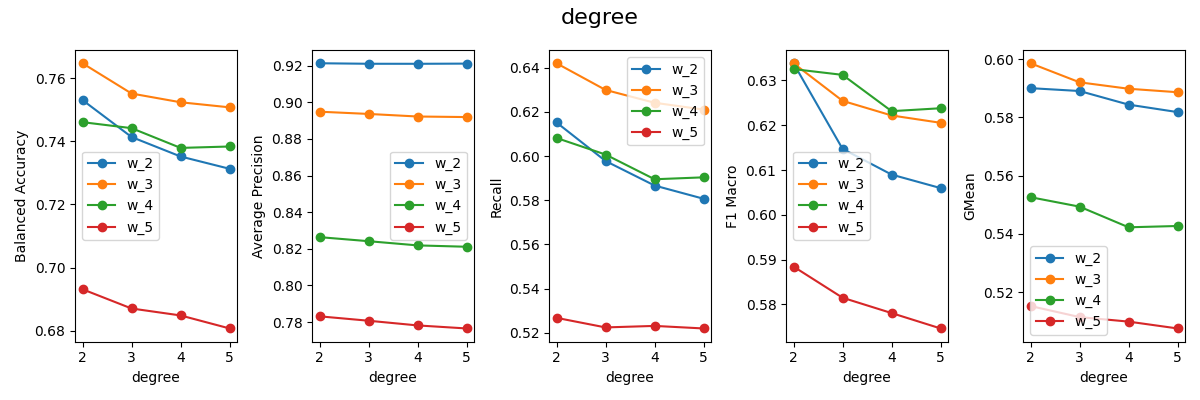 degree
Balanced Accuracy
0.76
0.74
0.72
0.70
0.68
w_2
w_3
w_4
w_5
2 3 4 5
degree
Average Precision
0.92
0.90
0.88
0.86
0.84
0.82
0.80
0.78
w_2
w_3
w_4
w_5
2 3 4 5
degree
Recall
0.64
0.62
0.60
0.58
0.56
0.54
0.52
w_2
w_3
w_4
w_5
2 3 4 5
degree
F1 Macro
0.63
0.62
0.61
0.60
0.59
0.58
w_2
w_3
w_4
w_5
2 3 4 5
degree
GMean
0.60
0.58
0.56
0.54
0.52
w_2
w_3
w_4
w_5
2 3 4 5
degree